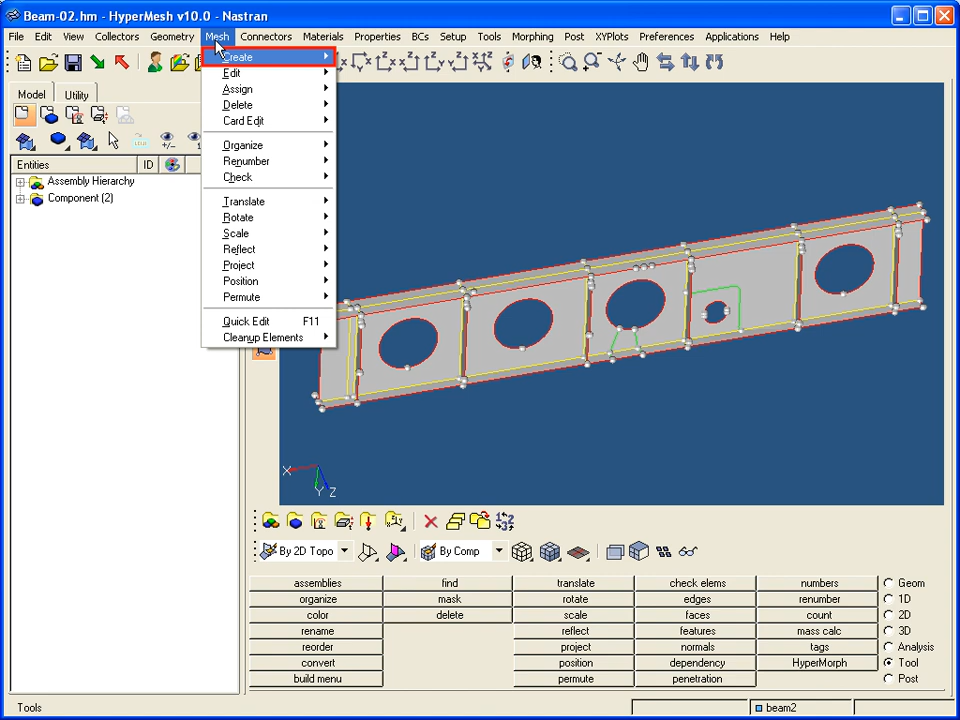 Beam-02.hm - HyperMesh v10.0 - Nastran
File Edit View Collectors Geometry Mesh Connectors Materials Properties BCs Setup Tools Morphing Post XYPlots Preferences Applications Help
Create
Edit
Assign
Delete
Card Edit
Organize
Renumber
Check
Translate
Rotate
Scale
Reflect
Project
Position
Permute
Quick Edit F11
Cleanup Elements
Model Utility
Entities ID
Assembly Hierarchy
Component (2)
X Y Z
By 2D Topo By Comp
assemblies find translate check elems numbers Geom
organize mask rotate edges renumber 1D
color delete scale faces count 2D
rename reflect features mass calc 3D
reorder project normals tags Analysis
convert position dependency HyperMorph Tool
build menu permute penetration Post
Tools beam2